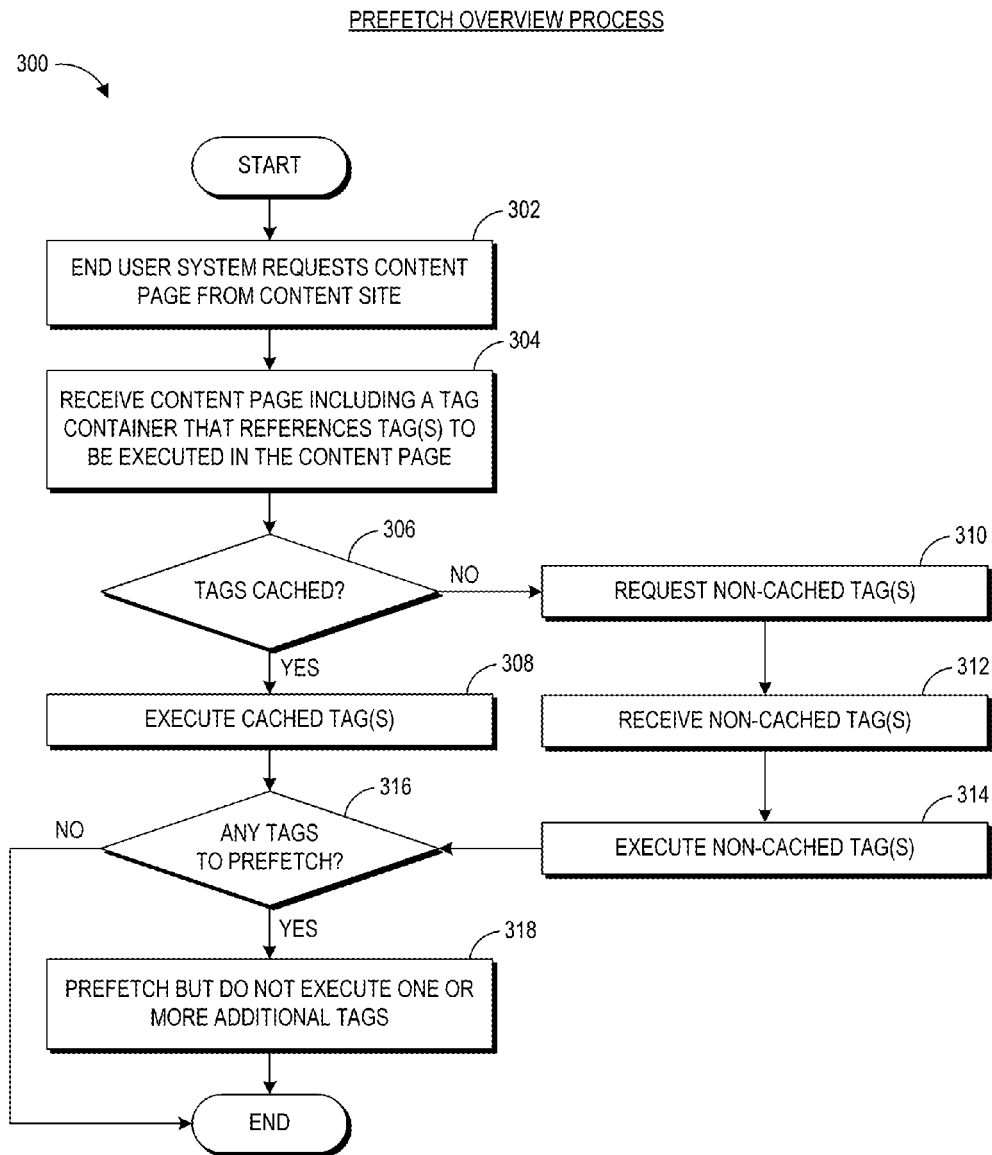 PREFETCH OVERVIEW PROCESS
300
START
302
END USER SYSTEM REQUESTS CONTENT
PAGE FROM CONTENT SITE
304
RECEIVE CONTENT PAGE INCLUDING A TAG
CONTAINER THAT REFERENCES TAG(S) TO
BE EXECUTED IN THE CONTENT PAGE
306
TAGS CACHED?
NO
310
REQUEST NON-CACHED TAG(S)
YES
308
EXECUTE CACHED TAG(S)
312
RECEIVE NON-CACHED TAG(S)
316
ANY TAGS
TO PREFETCH?
NO
314
EXECUTE NON-CACHED TAG(S)
YES
318
PREFETCH BUT DO NOT EXECUTE ONE OR
MORE ADDITIONAL TAGS
END